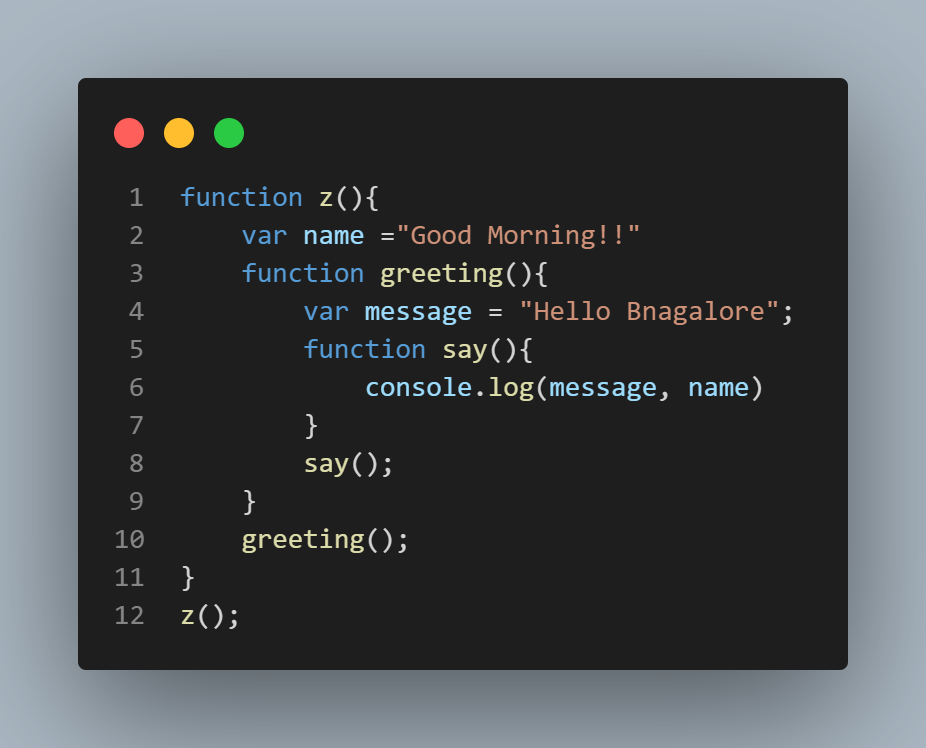 1 function z(){
2     var name ="Good Morning!!"
3     function greeting(){
4         var message = "Hello Bnagalore";
5         function say(){
6             console.log(message, name)
7         }
8         say();
9     }
10     greeting();
11 }
12 z();